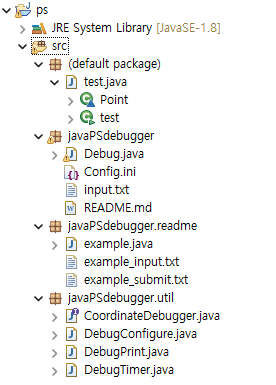 ps
JRE System Library [JavaSE-1.8]
src
(default package)
test.java
Point
test
javaPSdebugger
Debug.java
Config.ini
input.txt
README.md
javaPSdebugger.readme
example.java
example_input.txt
example_submit.txt
javaPSdebugger.util
CoordinateDebugger.java
DebugConfigure.java
DebugPrint.java
DebugTimer.java